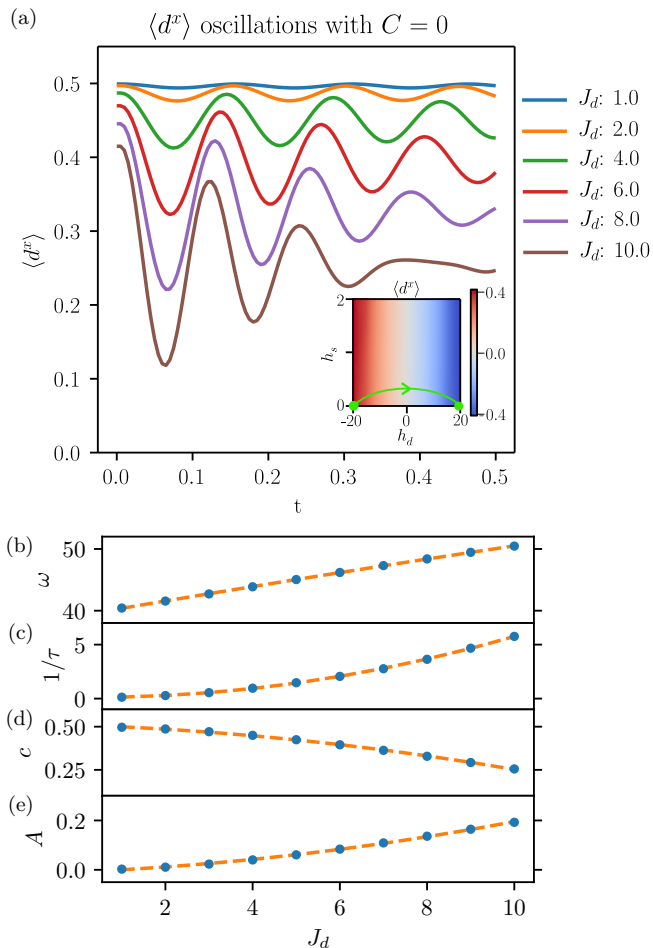 (a)
⟨d^x⟩ oscillations with C = 0
0.5
0.4
0.3
0.2
0.1
0.0
⟨d^x⟩
0.0 0.1 0.2 0.3 0.4 0.5
t
J_d: 1.0
J_d: 2.0
J_d: 4.0
J_d: 6.0
J_d: 8.0
J_d: 10.0
⟨d^x⟩
2
h_s
0
-20 0 20
h_d
0.4
0.0
−0.4
(b)
50
40
ω
(c)
5
0
1/τ
(d)
0.50
0.25
c
(e)
0.2
0.0
A
2 4 6 8 10
J_d